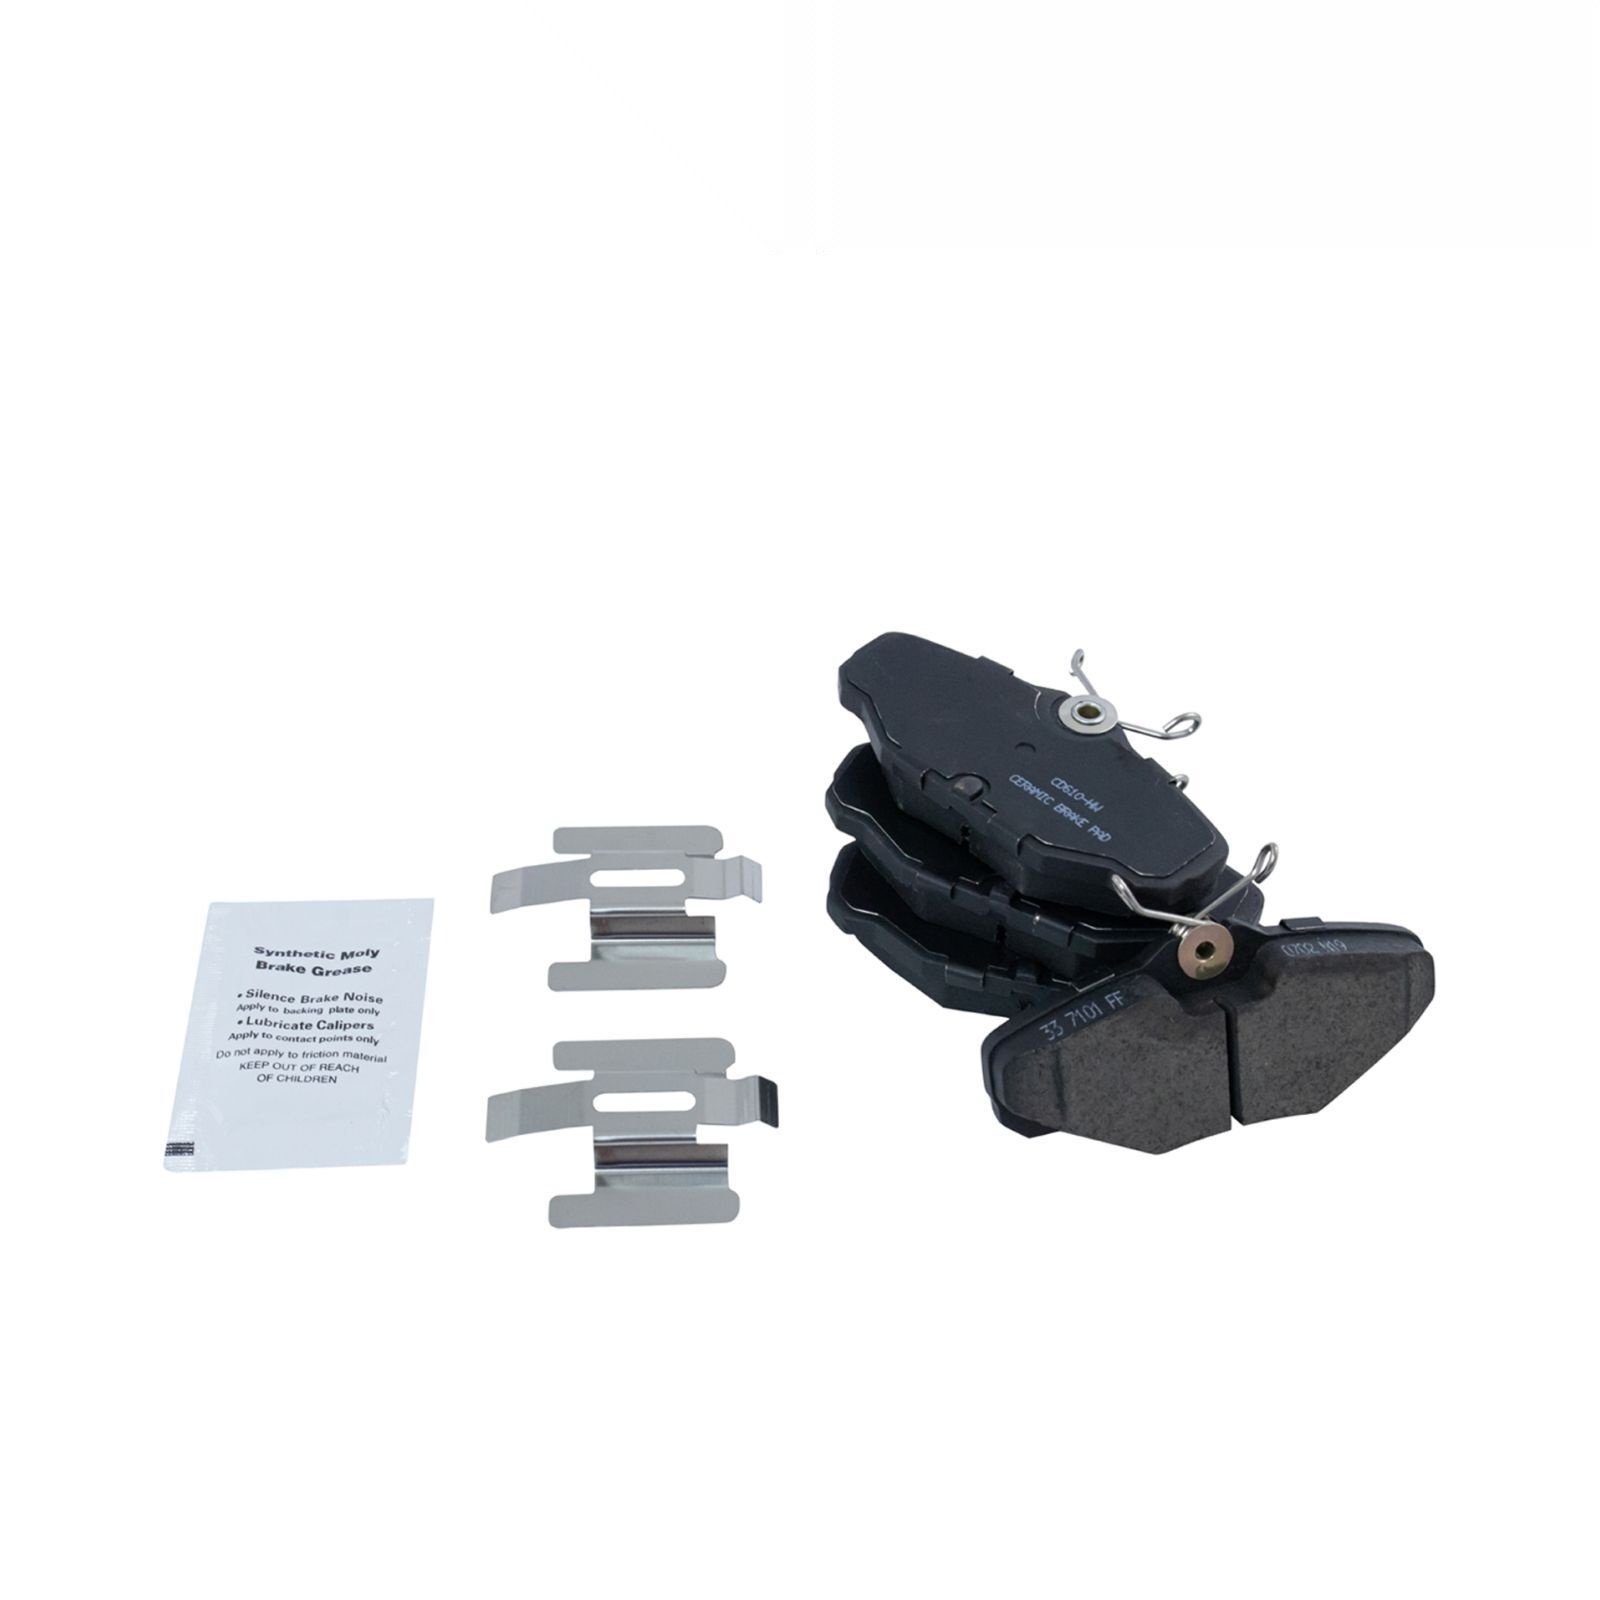 Synthetic Moly
Brake Grease
• Silence Brake Noise
Apply to backing plate only
• Lubricate Calipers
Apply to contact points only
Do not apply to friction material
KEEP OUT OF REACH
OF CHILDREN
CD610-HW
CERAMIC BRAKE PAD
33 7101 FF
0702